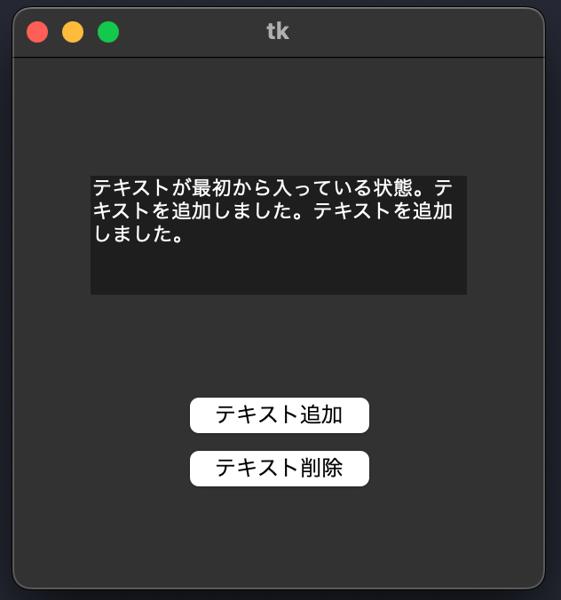 tk
テキストが最初から入っている状態。テ
キストを追加しました。テキストを追加
しました。
テキスト追加
テキスト削除